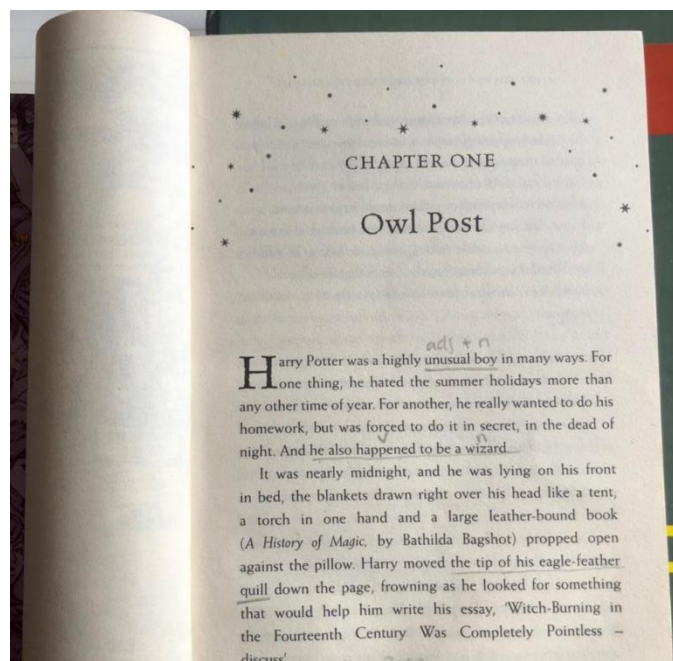 CHAPTER ONE
Owl Post
adj + n
Harry Potter was a highly unusual boy in many ways. For
one thing, he hated the summer holidays more than
any other time of year. For another, he really wanted to do his
homework, but was forced to do it in secret, in the dead of
v n
night. And he also happened to be a wizard.
It was nearly midnight, and he was lying on his front
in bed, the blankets drawn right over his head like a tent,
a torch in one hand and a large leather-bound book
(A History of Magic, by Bathilda Bagshot) propped open
against the pillow. Harry moved the tip of his eagle-feather
quill down the page, frowning as he looked for something
that would help him write his essay, ‘Witch-Burning in
the Fourteenth Century Was Completely Pointless –
discuss’.